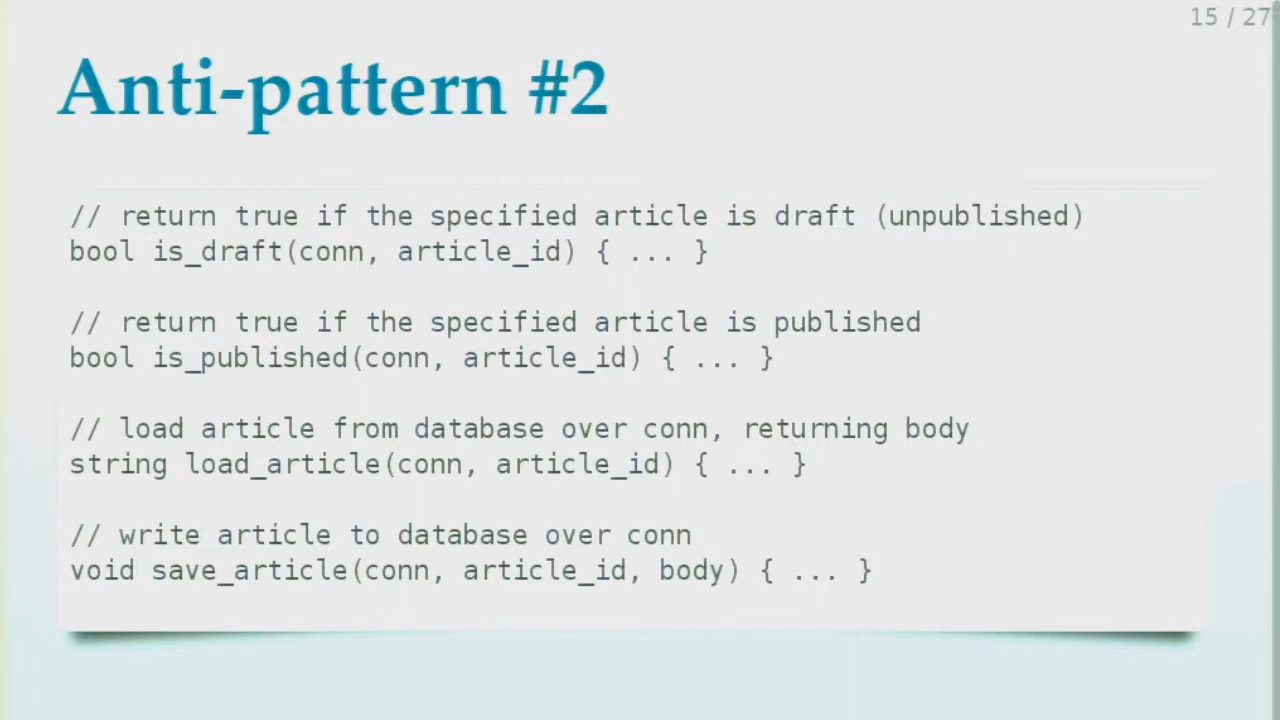 15 / 27
Anti-pattern #2
// return true if the specified article is draft (unpublished)
bool is_draft(conn, article_id) { ... }
// return true if the specified article is published
bool is_published(conn, article_id) { ... }
// load article from database over conn, returning body
string load_article(conn, article_id) { ... }
// write article to database over conn
void save_article(conn, article_id, body) { ... }